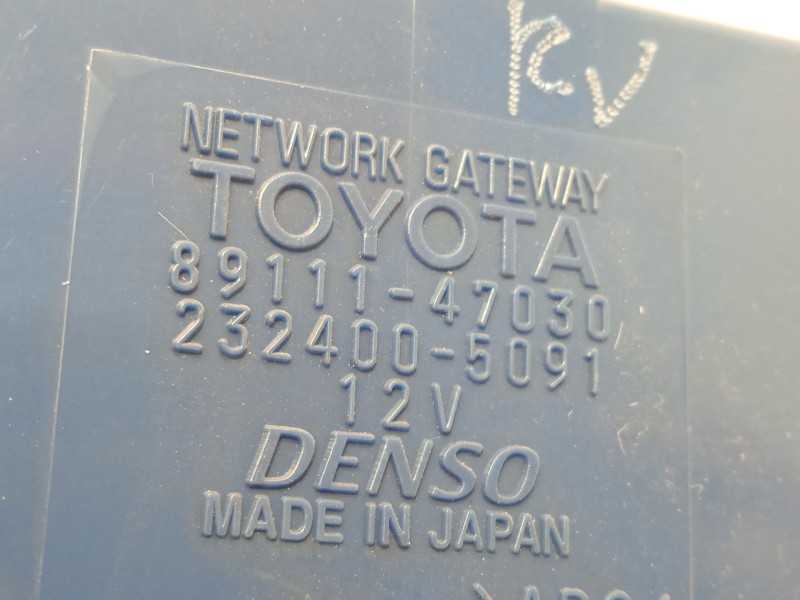 NETWORK GATEWAY
TOYOTA
89111-47030
232400-5091
12V
DENSO
MADE IN JAPAN